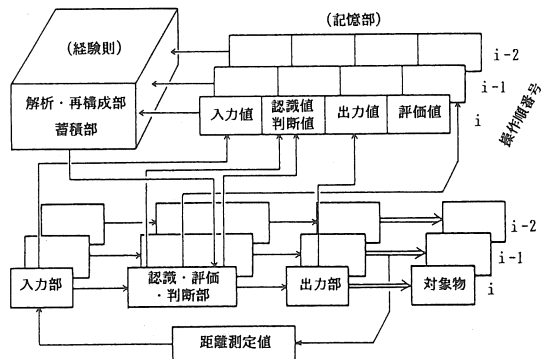 (記憶部)
(経験則)
i-2
i-1
解析・再構成部
蓄積部
入力値
認識値
判断値
出力値
評価値
i
操作順番号
i-2
i-1
入力部
認識・評価
・判断部
出力部
対象物
i
距離測定値